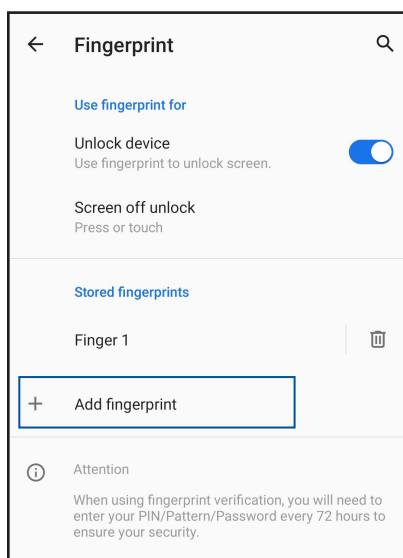 Fingerprint
Use fingerprint for
Unlock device
Use fingerprint to unlock screen.
Screen off unlock
Press or touch
Stored fingerprints
Finger 1
Add fingerprint
Attention
When using fingerprint verification, you will need to
enter your PIN/Pattern/Password every 72 hours to
ensure your security.